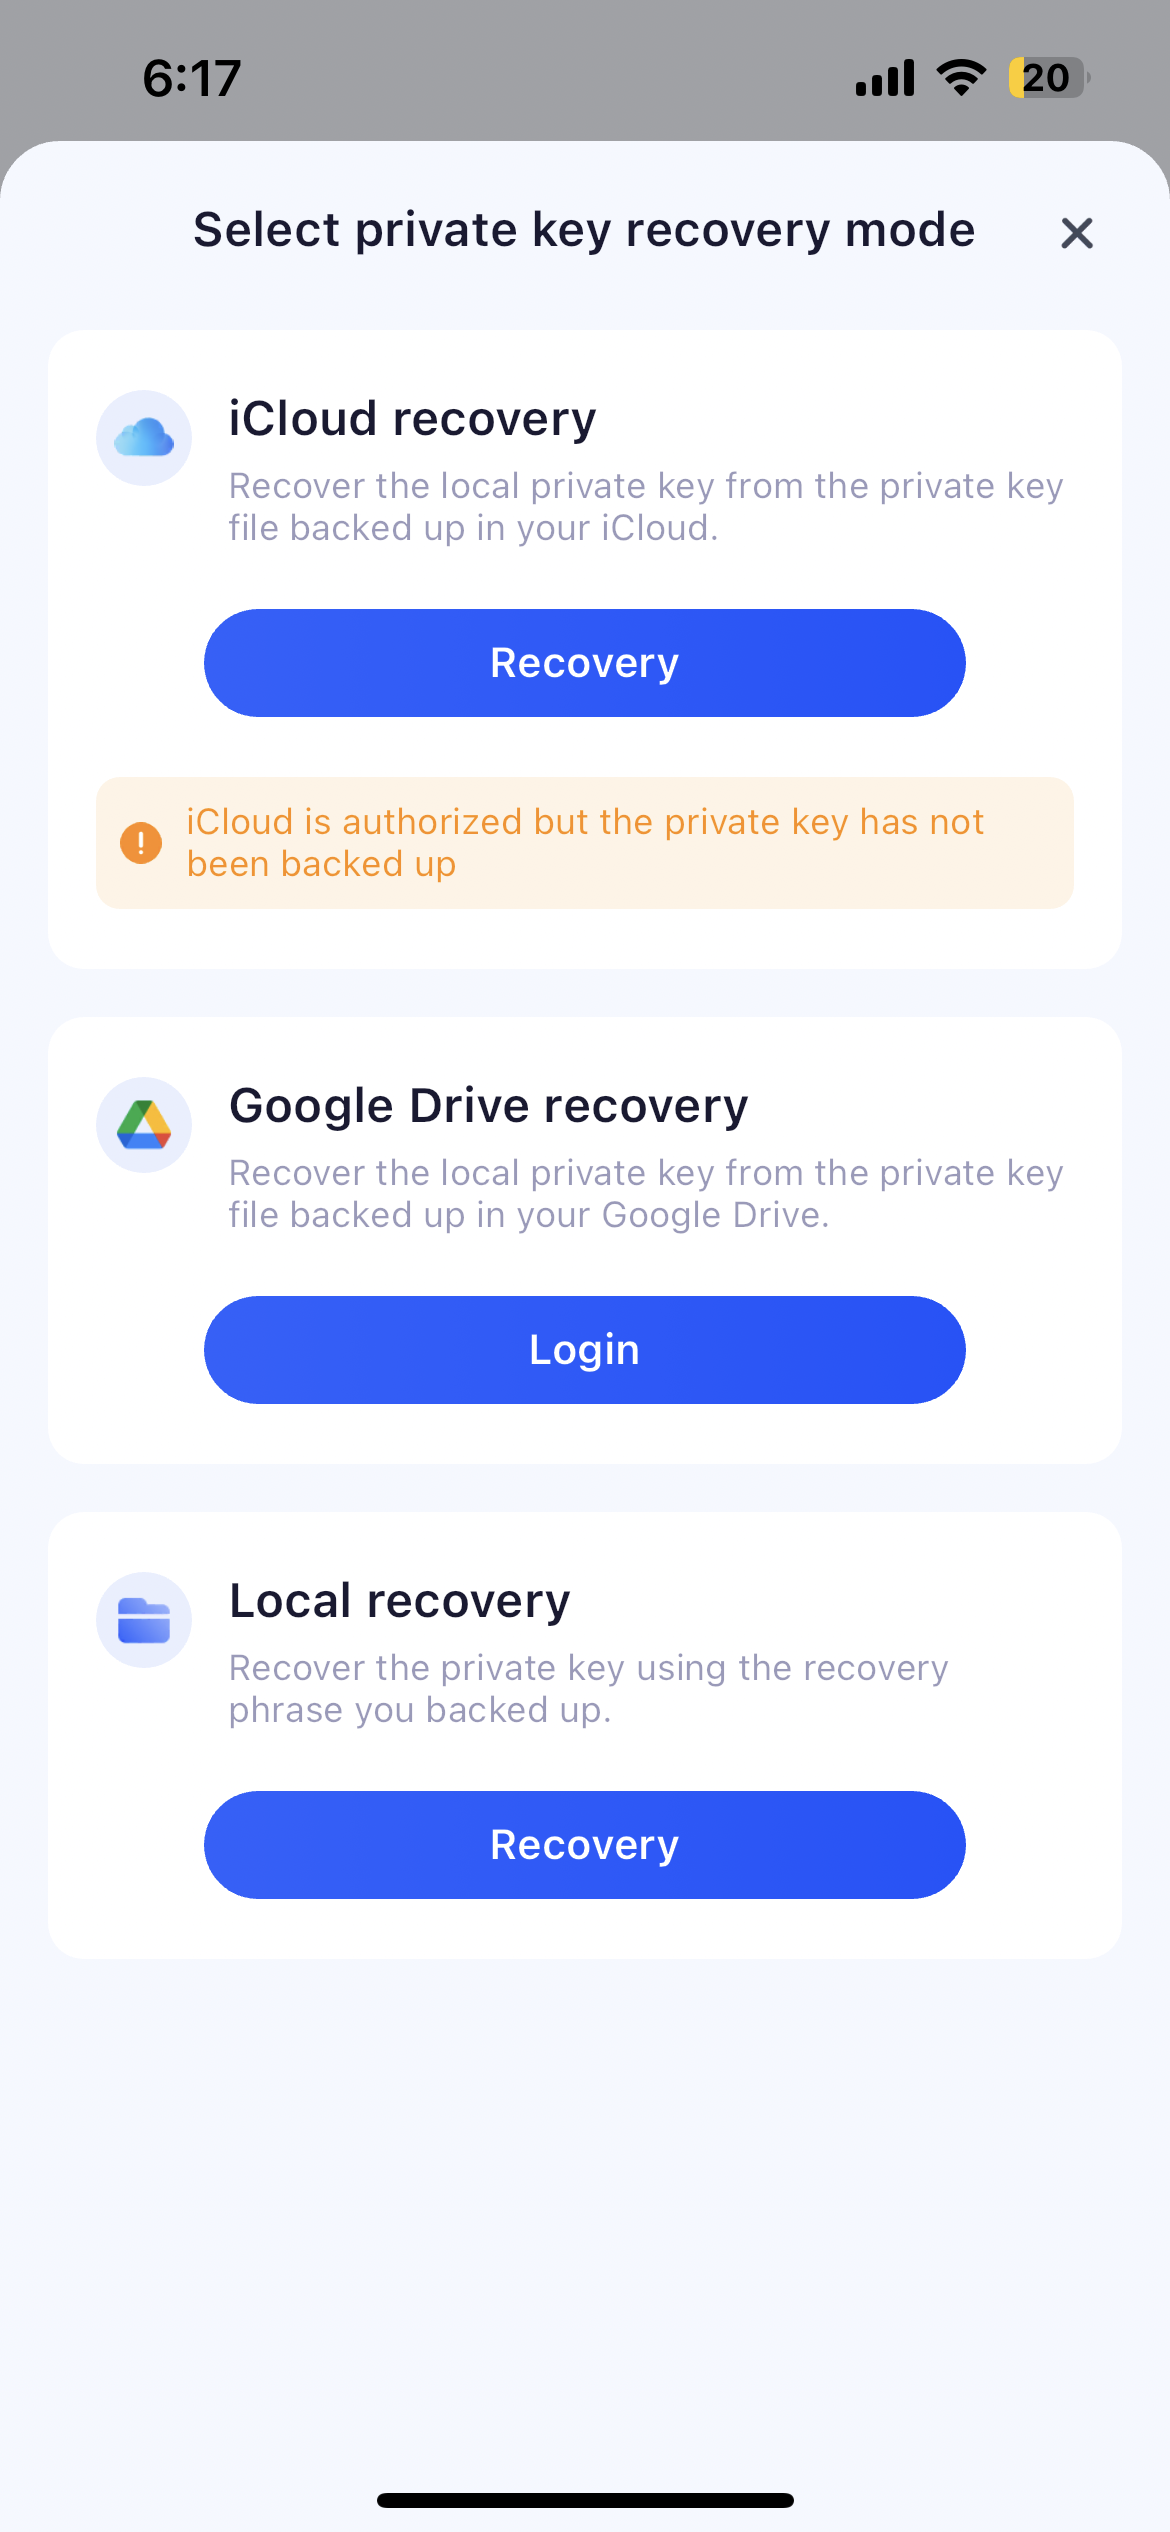 6:17
20
Select private key recovery mode
iCloud recovery
Recover the local private key from the private key
file backed up in your iCloud.
Recovery
iCloud is authorized but the private key has not
been backed up
Google Drive recovery
Recover the local private key from the private key
file backed up in your Google Drive.
Login
Local recovery
Recover the private key using the recovery
phrase you backed up.
Recovery